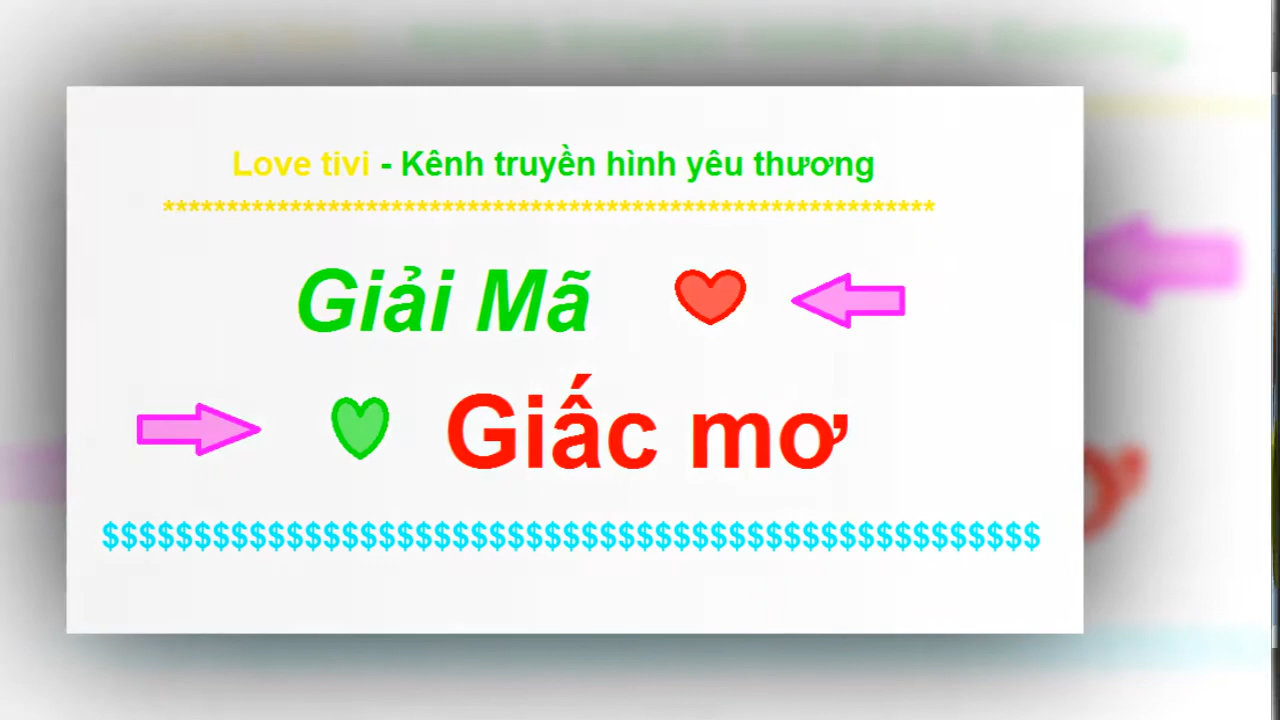 Love tivi - Kênh truyền hình yêu thương
*************************************************************
Giải Mã
Giấc mơ
$$$$$$$$$$$$$$$$$$$$$$$$$$$$$$$$$$$$$$$$$$$$$$$$$$$